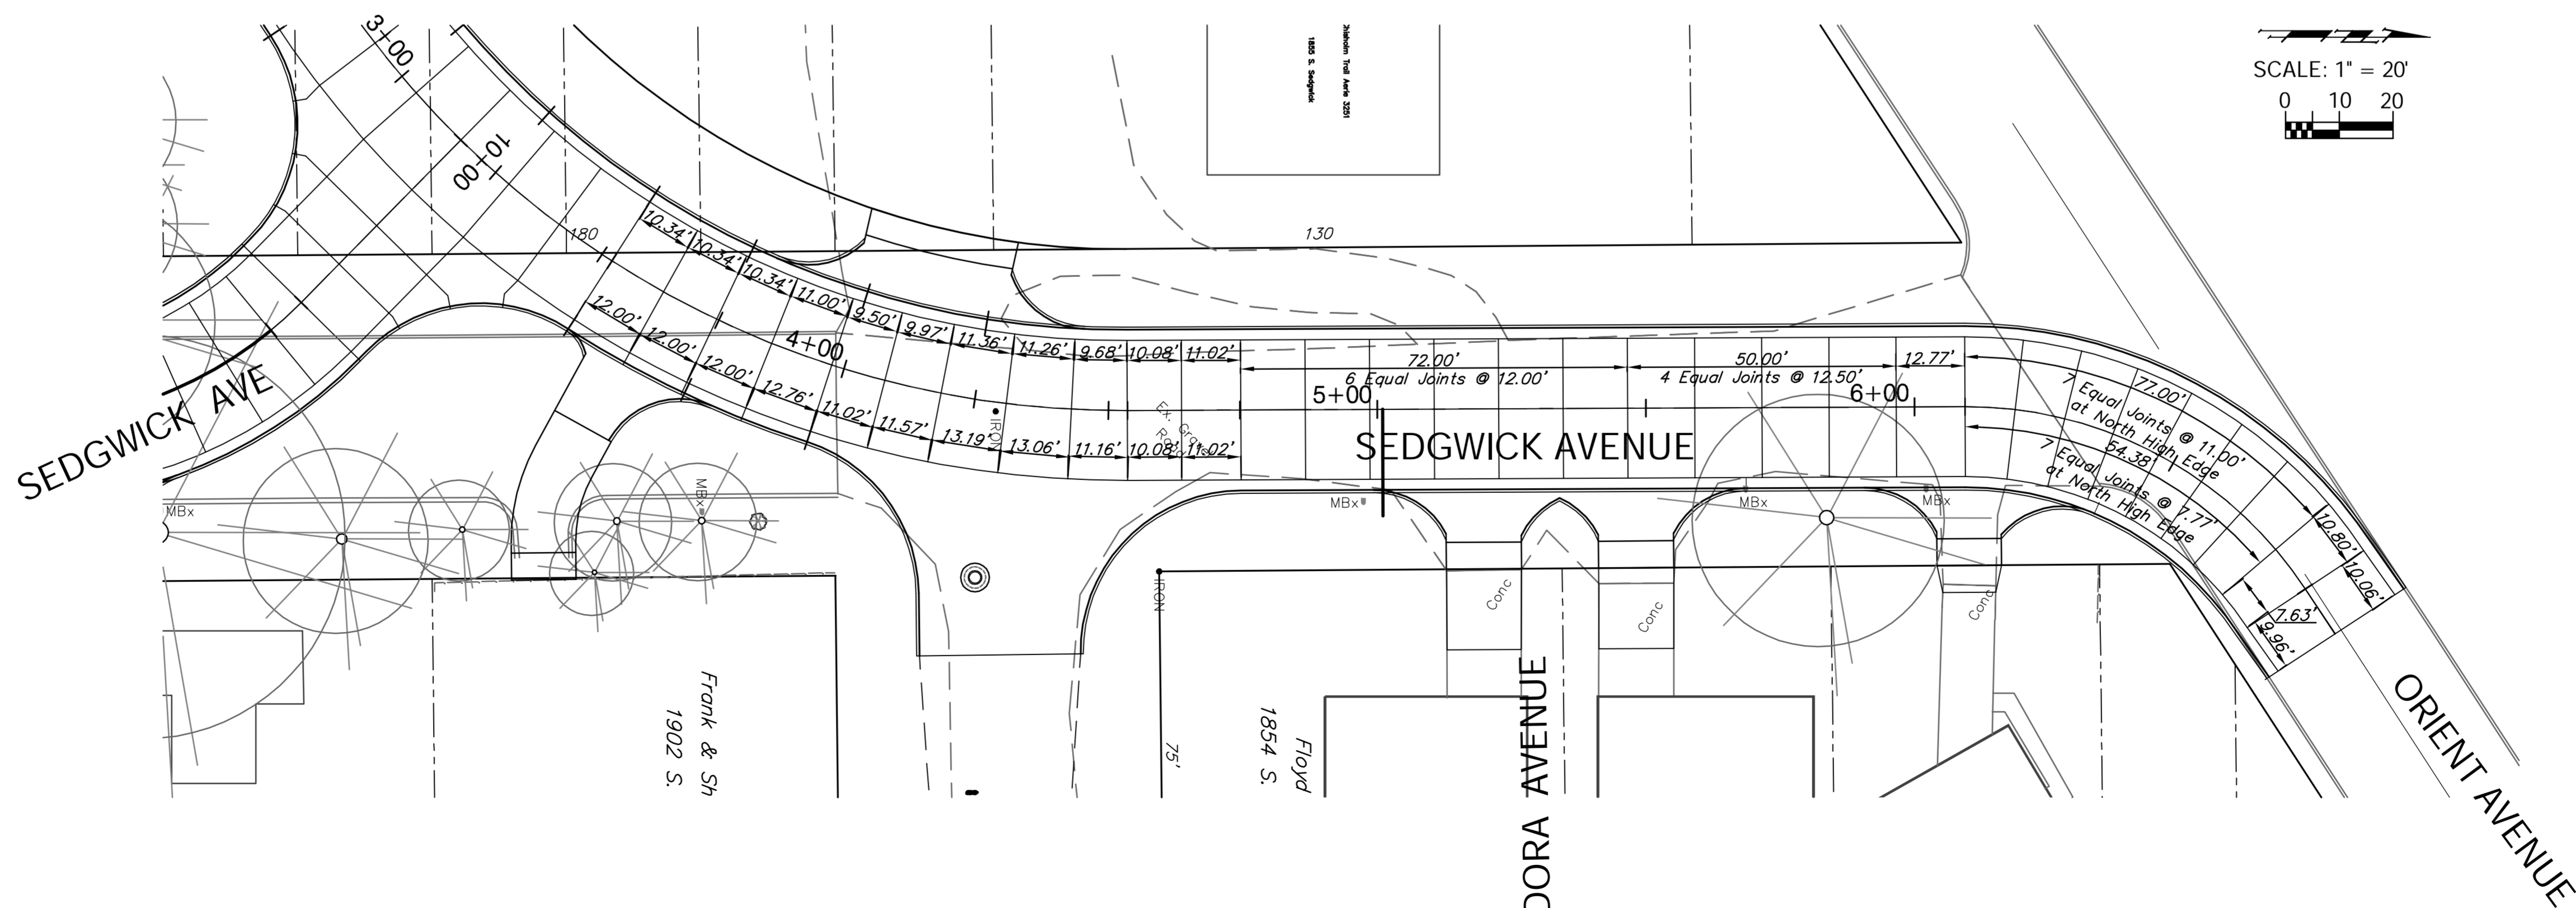 3+00
10+00
180
130
Chisholm Trail Aerie 3251
1855 S. Sedgwick
SCALE: 1" = 20'
0 10 20
10.34'
10.34'
10.34'
11.00'
9.50'
9.97'
11.36'
11.26'
9.68'
10.08'
11.02'
72.00'
6 Equal Joints @ 12.00'
50.00'
4 Equal Joints @ 12.50'
12.77'
77.00'
7 Equal Joints @ 11.00'
at North High Edge
54.38'
7 Equal Joints @ 7.77'
at North High Edge
10.80'
10.06'
7.63'
9.96'
12.00'
12.00'
12.00'
12.76'
11.02'
11.57'
13.19'
13.06'
11.16'
10.08'
11.02'
4+00
5+00
6+00
IRON
SEDGWICK AVENUE
SEDGWICK AVE
MBx
MBx
MBx
MBx
MBx
IRON
Conc
Conc
Conc
75'
Frank & Sh
1902 S.
Floyd
1854 S.
DORA AVENUE
ORIENT AVENUE